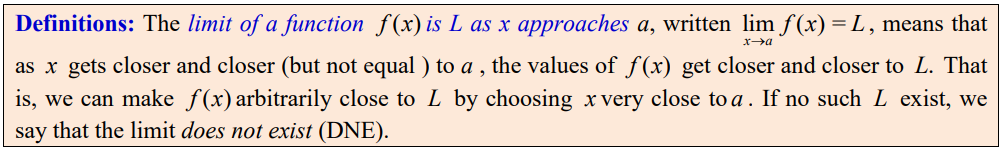 Definitions: The limit of a function f(x) is L as x approaches a, written lim f(x) = L, means that
x→a
as x gets closer and closer (but not equal ) to a , the values of f(x) get closer and closer to L. That
is, we can make f(x) arbitrarily close to L by choosing x very close to a . If no such L exist, we
say that the limit does not exist (DNE).